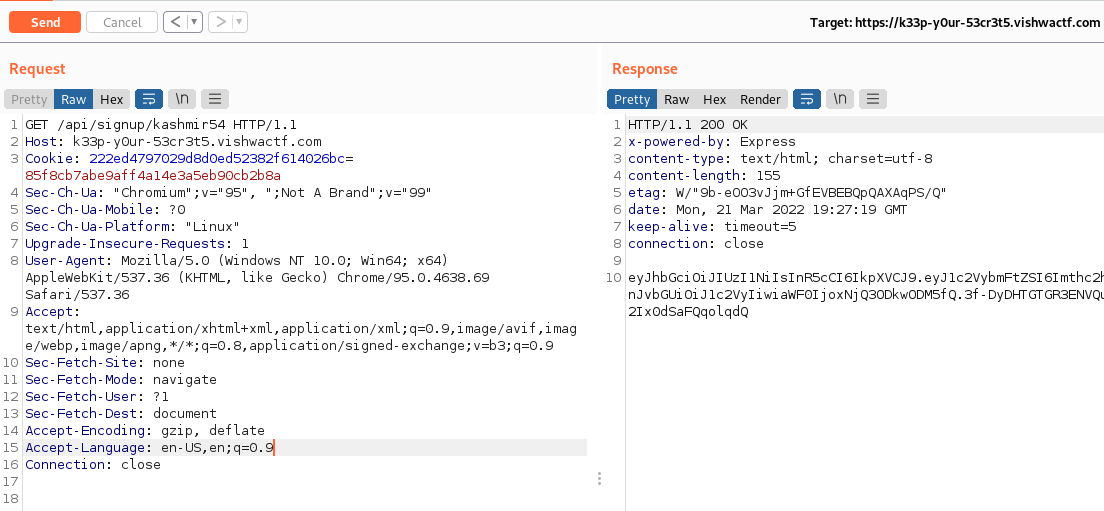 Send Cancel < ▾ > ▾ Target: https://k33p-y0ur-53cr3t5.vishwactf.com
Request
Pretty Raw Hex \n
1 GET /api/signup/kashmir54 HTTP/1.1
2 Host: k33p-y0ur-53cr3t5.vishwactf.com
3 Cookie: 222ed4797029d8d0ed52382f614026bc=
85f8cb7abe9aff4a14e3a5eb90cb2b8a
4 Sec-Ch-Ua: "Chromium";v="95", ";Not A Brand";v="99"
5 Sec-Ch-Ua-Mobile: ?0
6 Sec-Ch-Ua-Platform: "Linux"
7 Upgrade-Insecure-Requests: 1
8 User-Agent: Mozilla/5.0 (Windows NT 10.0; Win64; x64)
AppleWebKit/537.36 (KHTML, like Gecko) Chrome/95.0.4638.69
Safari/537.36
9 Accept:
text/html,application/xhtml+xml,application/xml;q=0.9,image/avif,imag
e/webp,image/apng,*/*;q=0.8,application/signed-exchange;v=b3;q=0.9
10 Sec-Fetch-Site: none
11 Sec-Fetch-Mode: navigate
12 Sec-Fetch-User: ?1
13 Sec-Fetch-Dest: document
14 Accept-Encoding: gzip, deflate
15 Accept-Language: en-US,en;q=0.9
16 Connection: close
17
18
Response
Pretty Raw Hex Render \n
1 HTTP/1.1 200 OK
2 x-powered-by: Express
3 content-type: text/html; charset=utf-8
4 content-length: 155
5 etag: W/"9b-eOO3vJjm+GfEVBEBQpQAXAqPS/Q"
6 date: Mon, 21 Mar 2022 19:27:19 GMT
7 keep-alive: timeout=5
8 connection: close
9
10 eyJhbGciOiJIUzI1NiIsInR5cCI6IkpXVCJ9.eyJ1c2VybmFtZSI6Imthc2h
nJvbGUiOiJ1c2VyIiwiaWF0IjoxNjQ3ODkwODM5fQ.3f-DyDHTGTGR3ENVQu
2Ix0dSaFQqolqdQ